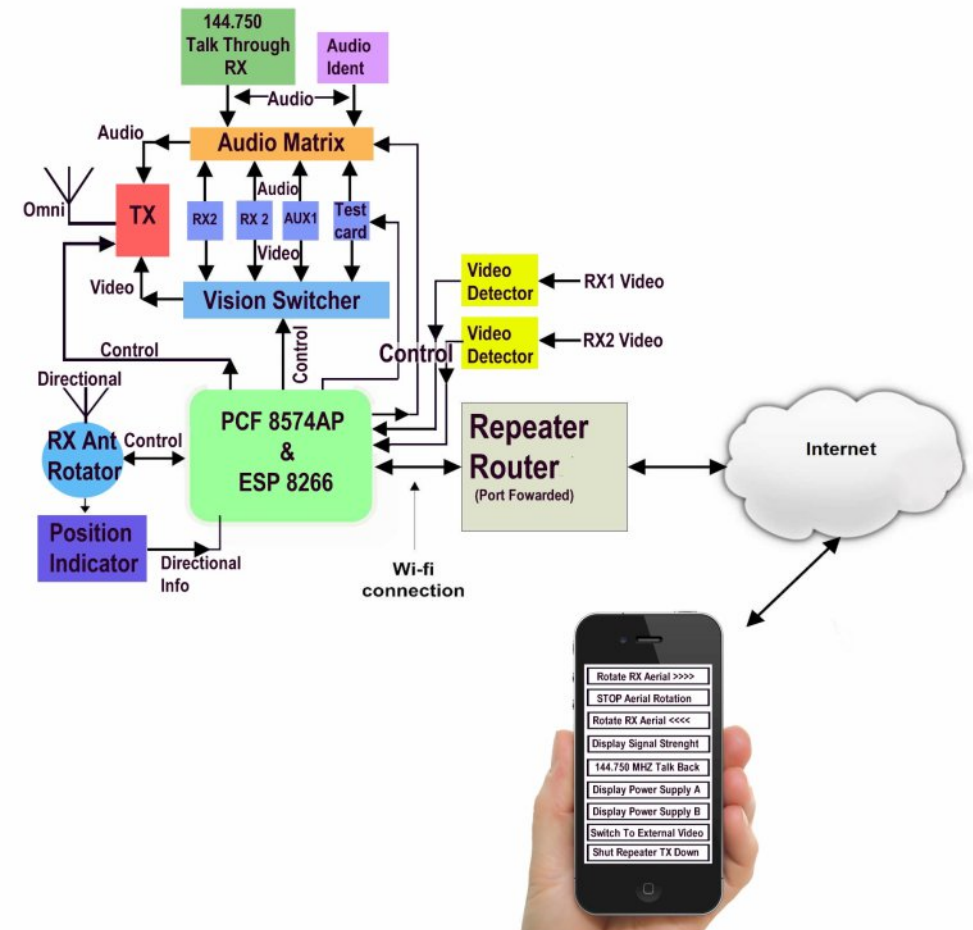 144.750
Talk Through
RX
Audio
Ident
Audio
Audio
Audio Matrix
Omni
TX
RX2
Audio
RX 2
AUX1
Test
card
Video
Video
Vision Switcher
Video
Detector
RX1 Video
Video
Detector
RX2 Video
Control
Control
Control
Directional
RX Ant
Rotator
Control
PCF 8574AP
&
ESP 8266
Repeater
Router
(Port Fowarded)
Internet
Position
Indicator
Directional
Info
Wi-fi
connection
Rotate RX Aerial >>>>
STOP Aerial Rotation
Rotate RX Aerial <<<<
Display Signal Strenght
144.750 MHZ Talk Back
Display Power Supply A
Display Power Supply B
Switch To External Video
Shut Repeater TX Down